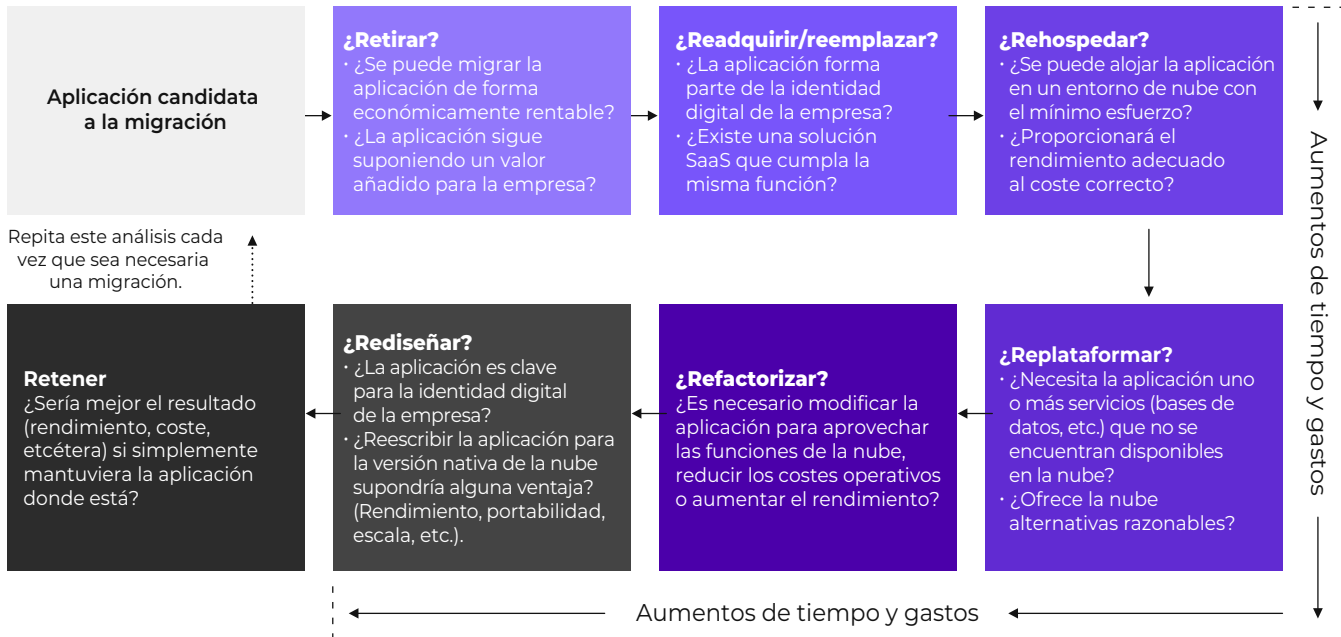 Aplicación candidata
a la migración
¿Retirar?
· ¿Se puede migrar la
aplicación de forma
económicamente rentable?
· ¿La aplicación sigue
suponiendo un valor
añadido para la empresa?
¿Readquirir/reemplazar?
· ¿La aplicación forma
parte de la identidad
digital de la empresa?
· ¿Existe una solución
SaaS que cumpla la
misma función?
¿Rehospedar?
· ¿Se puede alojar la aplicación
en un entorno de nube con
el mínimo esfuerzo?
· ¿Proporcionará el
rendimiento adecuado
al coste correcto?
Aumentos de tiempo y gastos
¿Replataformar?
· ¿Necesita la aplicación uno
o más servicios (bases de
datos, etc.) que no se
encuentran disponibles
en la nube?
· ¿Ofrece la nube
alternativas razonables?
¿Refactorizar?
¿Es necesario modificar la
aplicación para aprovechar
las funciones de la nube,
reducir los costes operativos
o aumentar el rendimiento?
¿Rediseñar?
· ¿La aplicación es clave
para la identidad digital
de la empresa?
· ¿Reescribir la aplicación para
la versión nativa de la nube
supondría alguna ventaja?
(Rendimiento, portabilidad,
escala, etc.).
Retener
¿Sería mejor el resultado
(rendimiento, coste,
etcétera) si simplemente
mantuviera la aplicación
donde está?
Repita este análisis cada
vez que sea necesaria
una migración.
Aumentos de tiempo y gastos